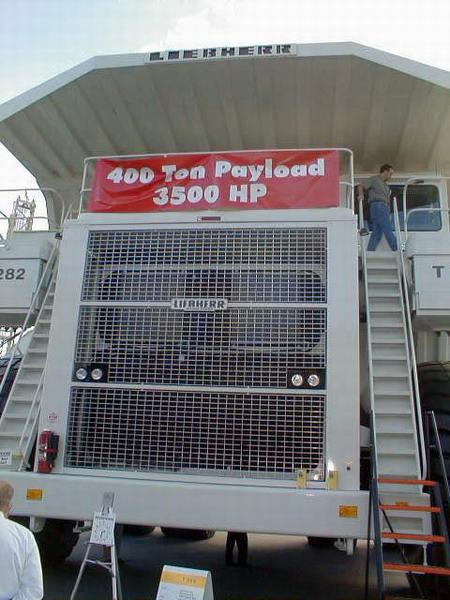 LIEBHERR
400 Ton Payload
3500 HP
LIEBHERR
282
T